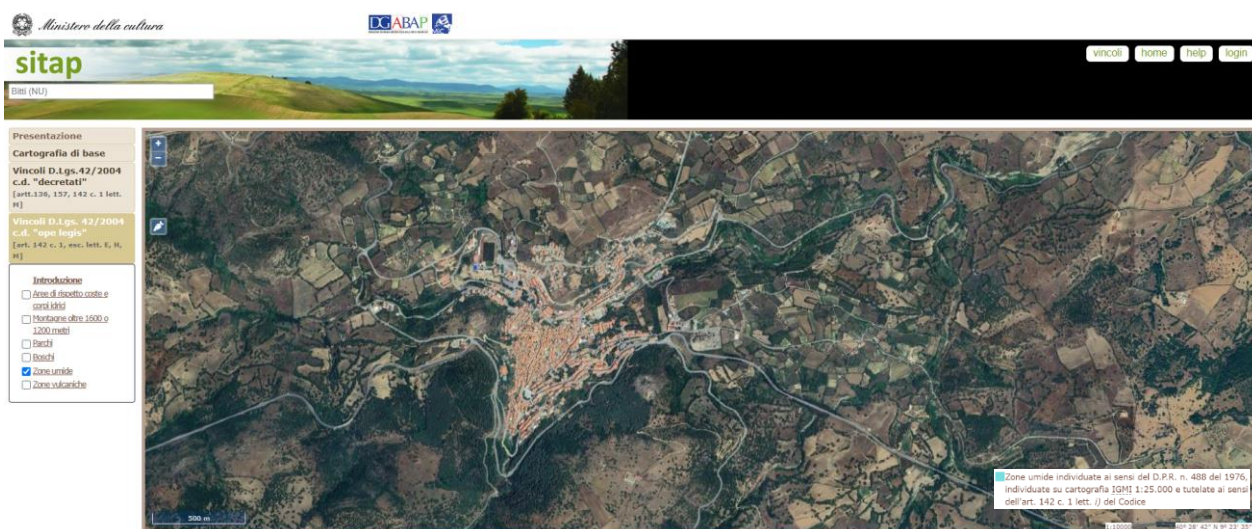 Ministero della cultura
DGABAP
sitap
vincoli home help login
Bitti (NU)
Presentazione
Cartografia di base
Vincoli D.Lgs.42/2004
c.d. "decretati"
[artt.136, 157, 142 c. 1 lett.
M]
Vincoli D.Lgs. 42/2004
c.d. "ope legis"
[art. 142 c. 1, esc. lett. E, H,
M]
Introduzione
Aree di rispetto coste e
corpi idrici
Montagne oltre 1600 o
1200 metri
Parchi
Boschi
Zone umide
Zone vulcaniche
+
−
Zone umide individuate ai sensi del D.P.R. n. 488 del 1976,
individuate su cartografia IGMI 1:25.000 e tutelate ai sensi
dell'art. 142 c. 1 lett. i) del Codice
500 m